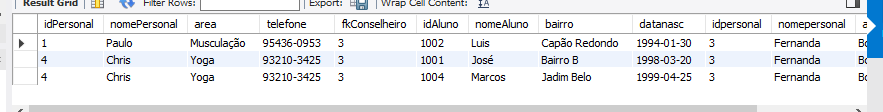 Result Grid Filter Rows: Export: Wrap Cell Content:
idPersonal nomePersonal area telefone fkConselheiro idAluno nomeAluno bairro datanasc idpersonal nomepersonal a
1 Paulo Musculação 95436-0953 3 1002 Luis Capão Redondo 1994-01-30 3 Fernanda
4 Chris Yoga 93210-3425 3 1001 José Bairro B 1998-03-20 3 Fernanda
4 Chris Yoga 93210-3425 3 1004 Marcos Jadim Belo 1999-04-25 3 Fernanda